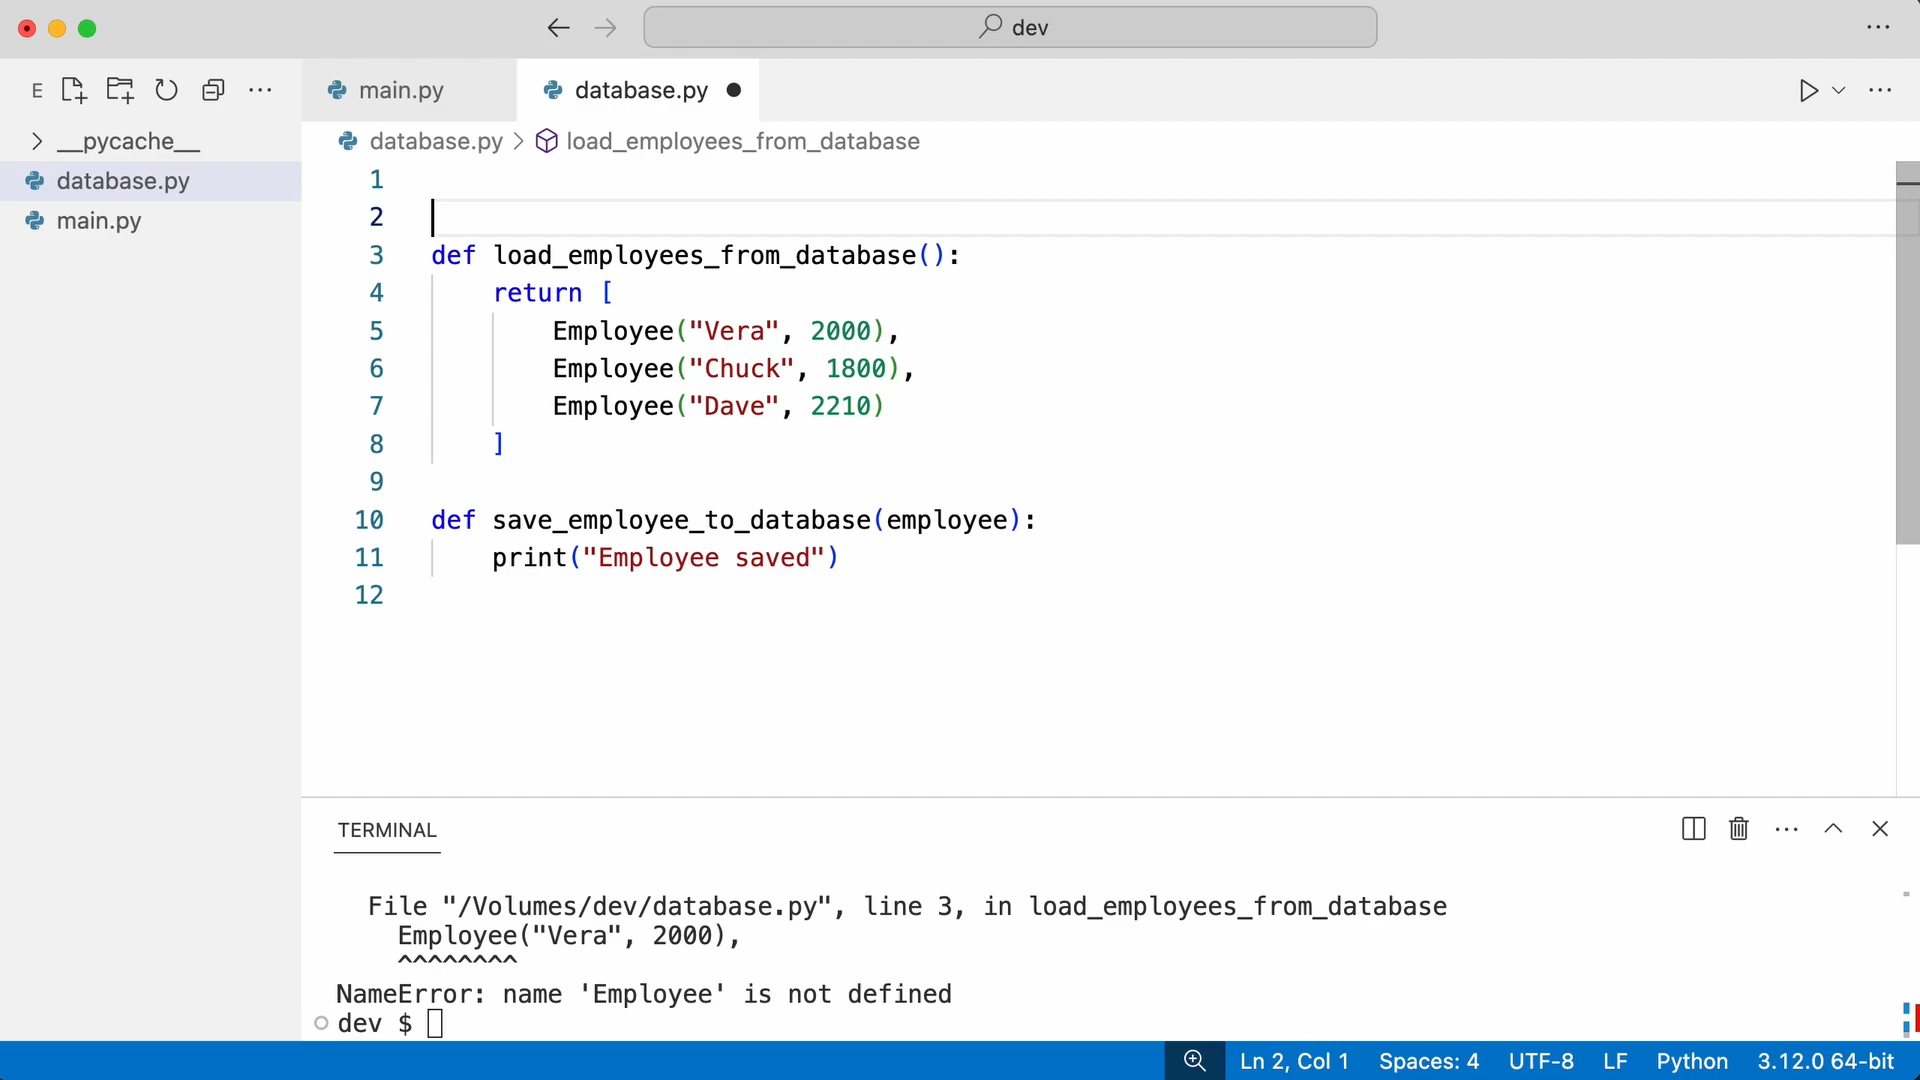 dev
E
main.py
database.py
__pycache__
database.py
main.py
database.py > load_employees_from_database
1
2
3 def load_employees_from_database():
4     return [
5         Employee("Vera", 2000),
6         Employee("Chuck", 1800),
7         Employee("Dave", 2210)
8     ]
9
10 def save_employee_to_database(employee):
11     print("Employee saved")
12
TERMINAL
File "/Volumes/dev/database.py", line 3, in load_employees_from_database
Employee("Vera", 2000),
^^^^^^^^
NameError: name 'Employee' is not defined
dev $
Ln 2, Col 1 Spaces: 4 UTF-8 LF Python 3.12.0 64-bit